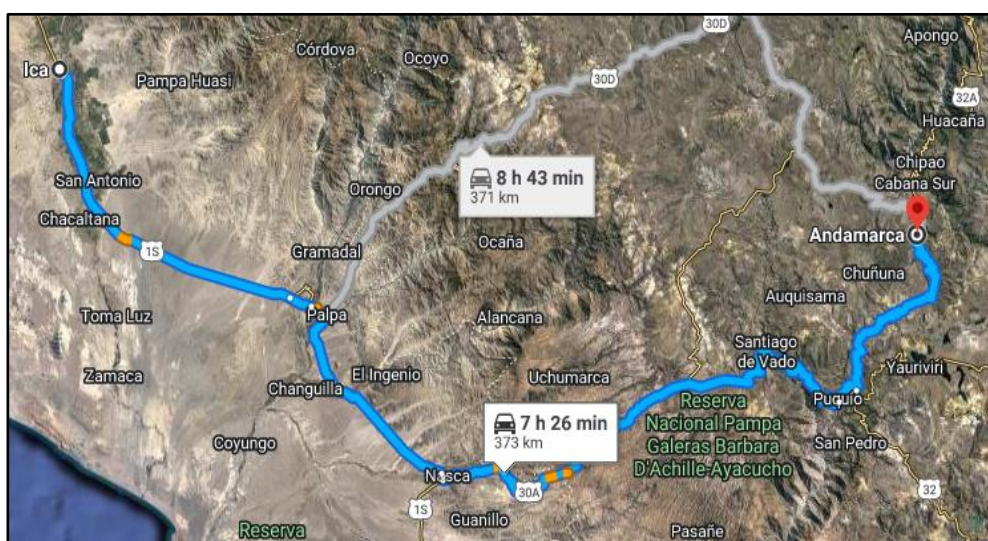 30D
Apongo
Córdova
Ocoyo
Ica
Pampa Huasi
30D
32A
Huacaña
8 h 43 min
371 km
Chipao
Cabana Sur
San Antonio
Orongo
Chacaltana
Andamarca
1S
Gramadal
Ocaña
Chuñuna
Auquisama
Toma Luz
Palpa
Alancana
Santiago
de Vado
Zamaca
El Ingenio
Uchumarca
Yauriviri
Changuilla
Puquio
Reserva
Nacional Pampa
Galeras Barbara
D'Achille-Ayacucho
7 h 26 min
373 km
Coyungo
San Pedro
Nasca
30A
32
1S
Guanillo
Reserva
Pasañe